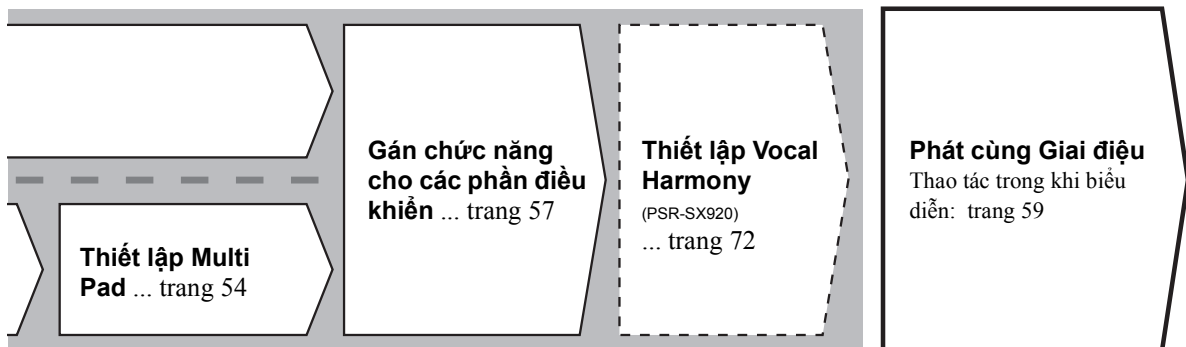 Thiết lập Multi
Pad ... trang 54
Gán chức năng
cho các phần điều
khiển ... trang 57
Thiết lập Vocal
Harmony
(PSR-SX920)
... trang 72
Phát cùng Giai điệu
Thao tác trong khi biểu
diễn: trang 59